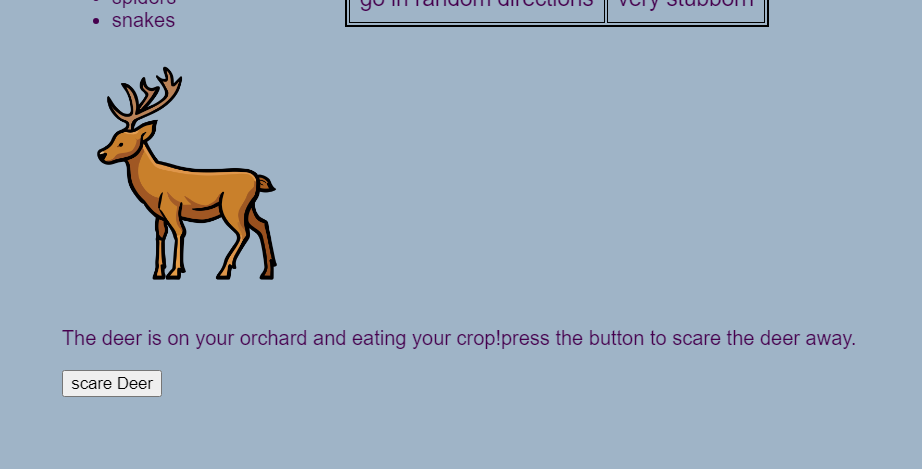 spiders
go in random directions very stubborn
snakes
The deer is on your orchard and eating your crop!press the button to scare the deer away.
scare Deer